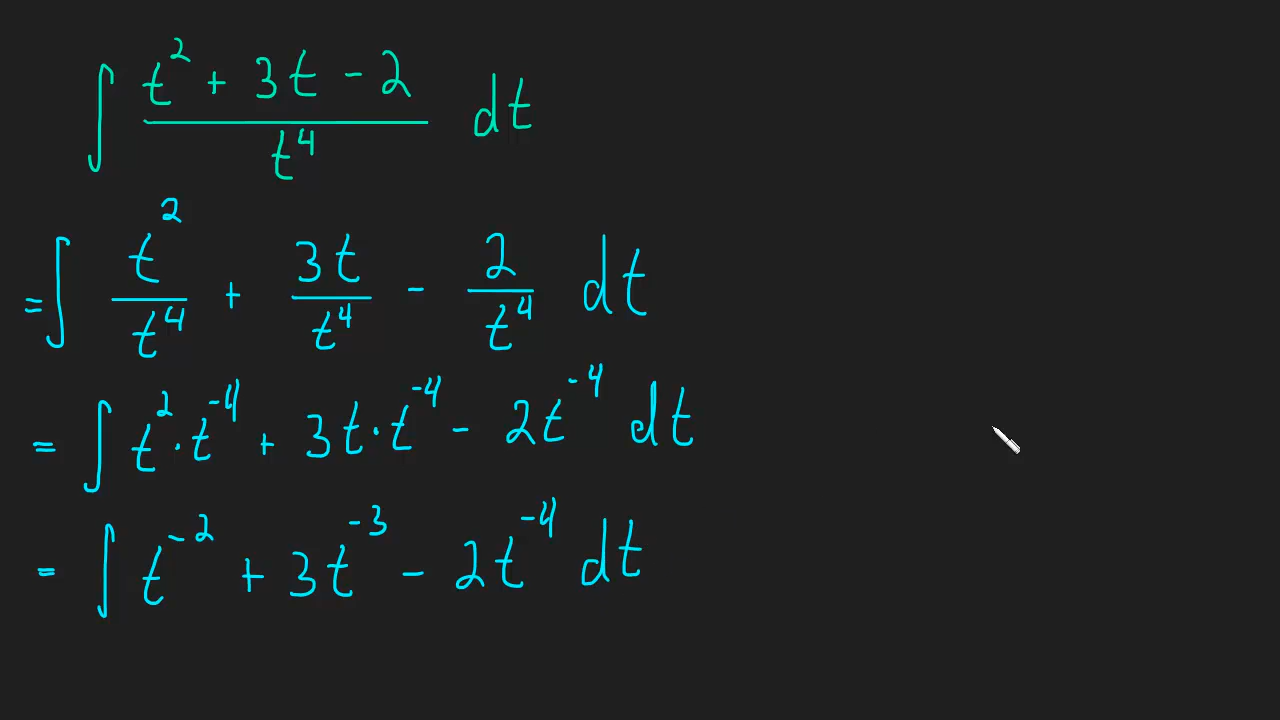 ∫ (t² + 3t - 2)/t⁴ dt
= ∫ t²/t⁴ + 3t/t⁴ - 2/t⁴ dt
= ∫ t² · t⁻⁴ + 3t · t⁻⁴ - 2t⁻⁴ dt
= ∫ t⁻² + 3t⁻³ - 2t⁻⁴ dt